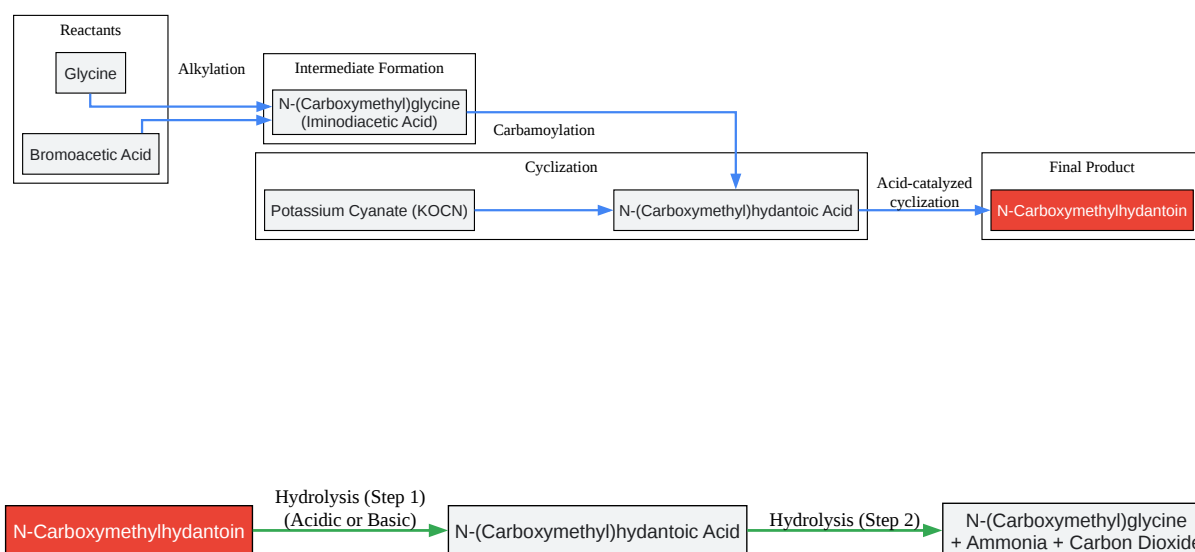 Reactants
Glycine
Bromoacetic Acid
Alkylation
Intermediate Formation
N-(Carboxymethyl)glycine
(Iminodiacetic Acid)
Carbamoylation
Cyclization
Potassium Cyanate (KOCN)
N-(Carboxymethyl)hydantoic Acid
Acid-catalyzed
cyclization
Final Product
N-Carboxymethylhydantoin
N-Carboxymethylhydantoin
Hydrolysis (Step 1)
(Acidic or Basic)
N-(Carboxymethyl)hydantoic Acid
Hydrolysis (Step 2)
N-(Carboxymethyl)glycine
+ Ammonia + Carbon Dioxide